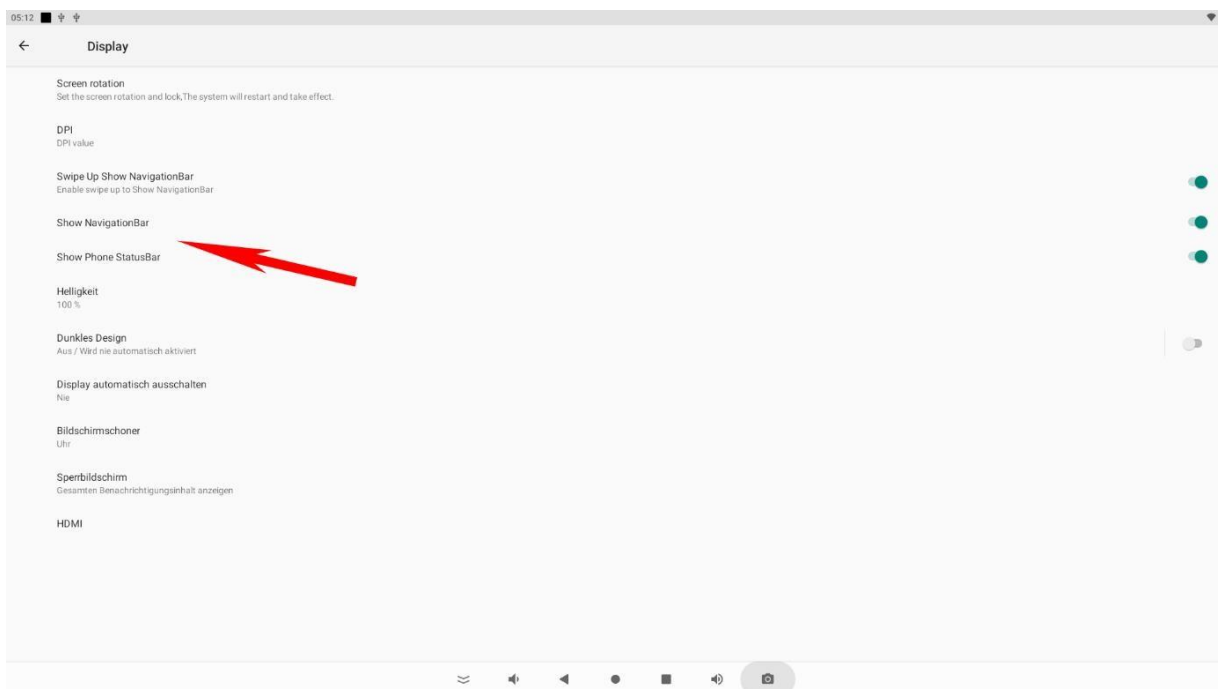 05:12
Display
Screen rotation
Set the screen rotation and lock,The system will restart and take effect.
DPI
DPI value
Swipe Up Show NavigationBar
Enable swipe up to Show NavigationBar
Show NavigationBar
Show Phone StatusBar
Helligkeit
100 %
Dunkles Design
Aus / Wird nie automatisch aktiviert
Display automatisch ausschalten
Nie
Bildschirmschoner
Uhr
Sperrbildschirm
Gesamten Benachrichtigungsinhalt anzeigen
HDMI